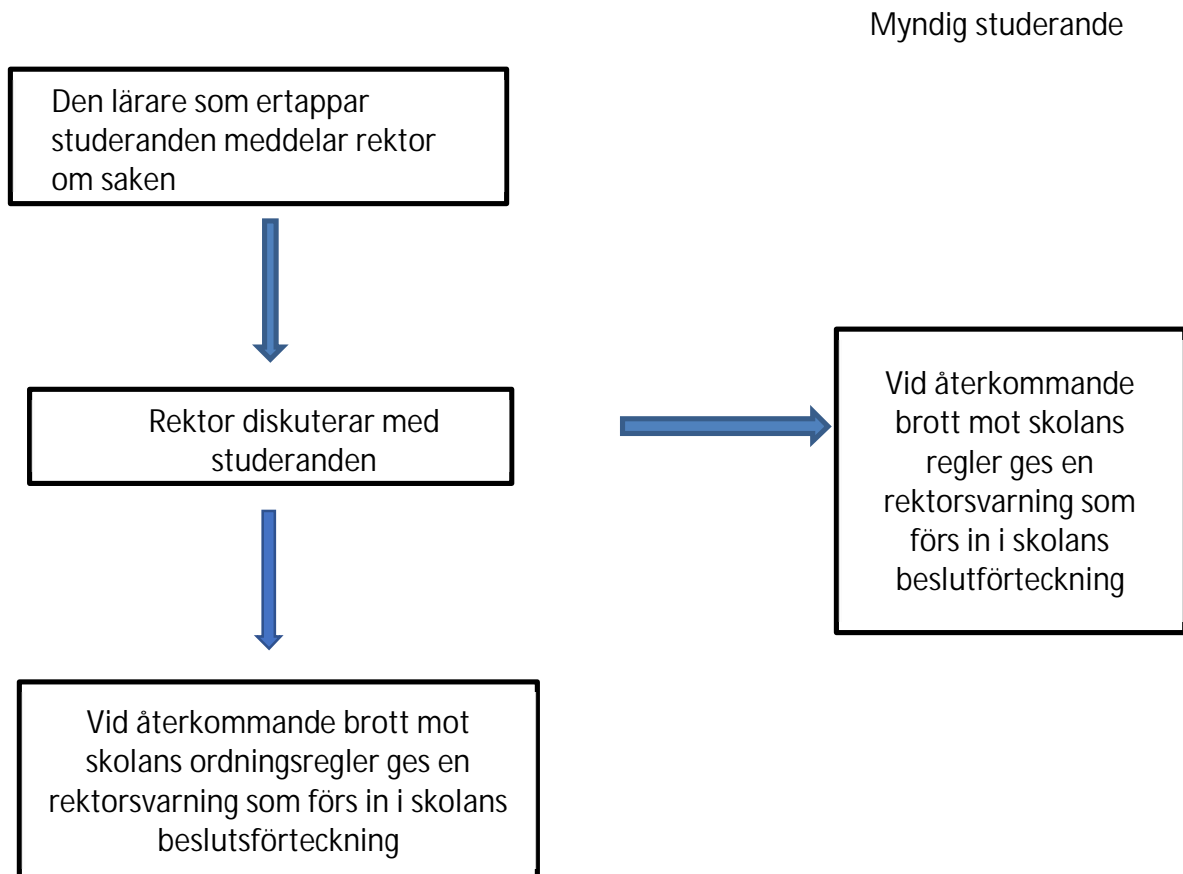 Myndig studerande
Den lärare som ertappar
studeranden meddelar rektor
om saken
Rektor diskuterar med
studeranden
Vid återkommande
brott mot skolans
regler ges en
rektorsvarning som
förs in i skolans
beslutförteckning
Vid återkommande brott mot
skolans ordningsregler ges en
rektorsvarning som förs in i skolans
beslutsförteckning